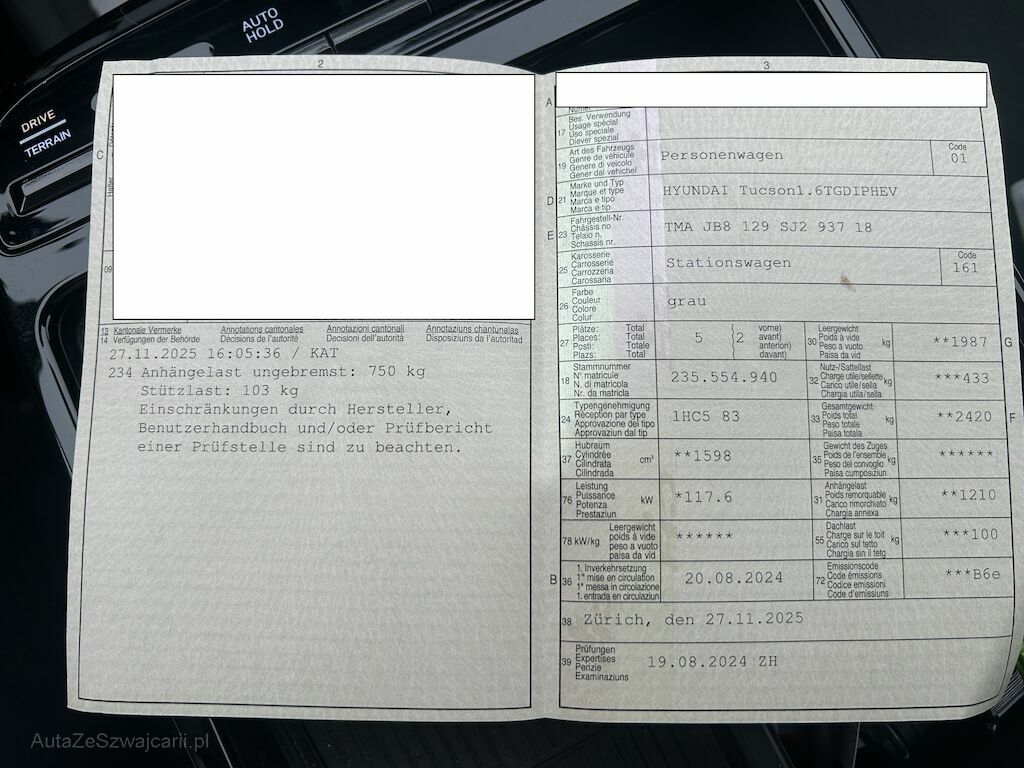 AUTO
HOLD
DRIVE
TERRAIN
2
C
09
13 Kantonale Vermerke Annotations cantonales Annotazioni cantonali Annotaziuns chantunalas
14 Verfügungen der Behörde Décisions de l'autorité Decisioni dell'autorità Disposiziuns da l'autoritad
27.11.2025 16:05:36 / KAT
234 Anhängelast ungebremst: 750 kg
Stützlast: 103 kg
Einschränkungen durch Hersteller,
Benutzerhandbuch und/oder Prüfbericht
einer Prüfstelle sind zu beachten.
3
A
17
Bes. Verwendung
Usage spécial
Uso speciale
Diever spezial
19
Art des Fahrzeugs
Genre de véhicule
Genere di veicolo
Gener dal vehichel
Personenwagen
Code
01
D 21
Marke und Typ
Marque et type
Marca e tipo
Marca e tip
HYUNDAI Tucson1.6TGDIPHEV
E 23
Fahrgestell-Nr.
Châssis no
Telaio n.
Schassis nr.
TMA JB8 129 SJ2 937 18
25
Karosserie
Carrosserie
Carrozzeria
Carossaria
Stationswagen
Code
161
26
Farbe
Couleur
Colore
Colur
grau
27
Plätze: Total
Places: Total
Posti: Totale
Plazs: Total
5 (2
vorne)
avant)
anteriori)
davant)
30
Leergewicht
Poids à vide
Peso a vuoto
Paisa da vid
kg
**1987
G
18
Stammnummer
N° matricule
N. di matricola
Nr. da matricla
235.554.940
32
Nutz-/Sattellast
Charge utile/sellette
Carico utile/sella
Chargia utila/sella
kg
***433
24
Typengenehmigung
Réception par type
Approvazione del tipo
Approvaziun dal tip
1HC5 83
33
Gesamtgewicht
Poids total
Peso totale
Paisa totala
kg
**2420
F
37
Hubraum
Cylindrée
Cilindrata
Cilindrada
cm³
**1598
35
Gewicht des Zuges
Poids de l'ensemble
Peso del convoglio
Paisa cumposiziun
kg
******
76
Leistung
Puissance
Potenza
Prestaziun
kW
*117.6
31
Anhängelast
Poids remorquable
Carico rimorchiato
Chargia annexa
kg
**1210
78 kW/kg
Leergewicht
poids à vide
peso a vuoto
paisa da vid
******
55
Dachlast
Charge sur le toit
Carico sul tetto
Chargia sin il tetg
kg
***100
B 36
1. Inverkehrsetzung
1re mise en circulation
1a messa in circolazione
1. entrada en circulaziun
20.08.2024
72
Emissionscode
Code émissions
Codice emissioni
Code d'emissiuns
***B6e
38 Zürich, den 27.11.2025
39
Prüfungen
Expertises
Perizie
Examinaziuns
19.08.2024 ZH
AutaZeSzwajcarii.pl